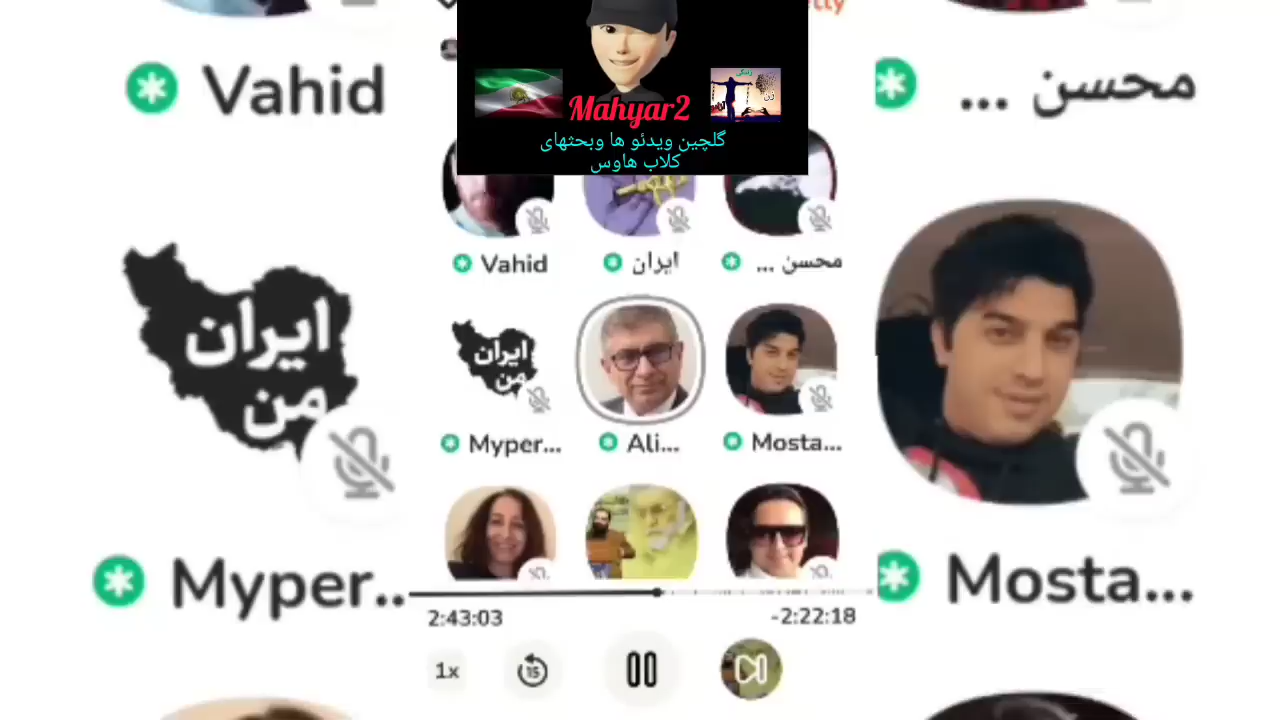 Vahid
محسن ...
Mahyar2
گلچین ویدئو ها وبحثهای
کلاب هاوس
Vahid
ایران
محسن ...
ایران
من
ایران
من
Myper...
Ali...
Mosta...
Myper..
Mosta...
2:43:03
-2:22:18
1x
15